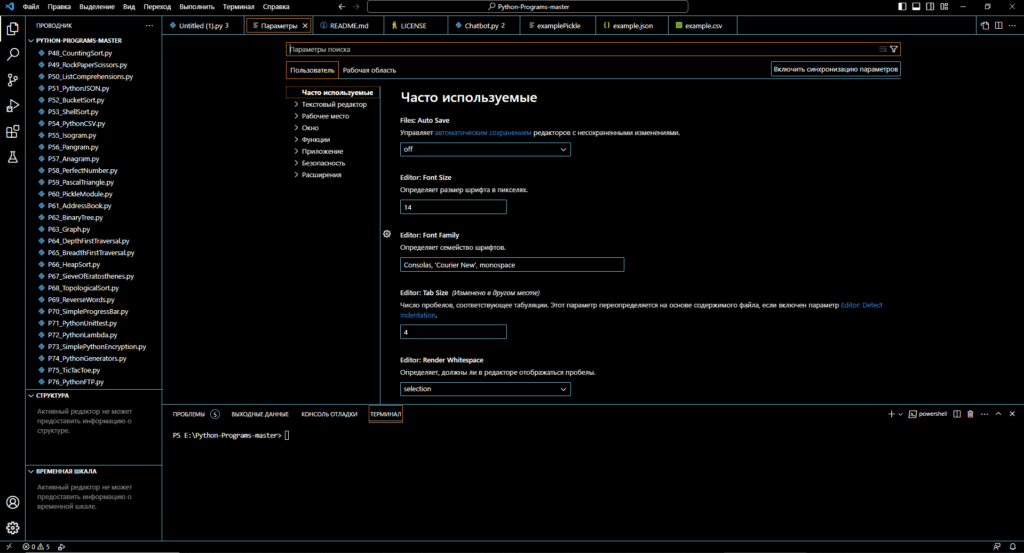 Файл Правка Выделение Вид Переход Выполнить Терминал Справка
Python-Programs-master
ПРОВОДНИК
Untitled (1).py 3
Параметры
README.md
LICENSE
Chatbot.py 2
examplePickle
example.json
example.csv
PYTHON-PROGRAMS-MASTER
P48_CountingSort.py
P49_RockPaperScissors.py
P50_ListComprehensions.py
P51_PythonJSON.py
P52_BucketSort.py
P53_ShellSort.py
P54_PythonCSV.py
P55_Isogram.py
P56_Pangram.py
P57_Anagram.py
P58_PerfectNumber.py
P59_PascalTriangle.py
P60_PickleModule.py
P61_AddressBook.py
P62_BinaryTree.py
P63_Graph.py
P64_DepthFirstTraversal.py
P65_BreadthFirstTraversal.py
P66_HeapSort.py
P67_SieveOfEratosthenes.py
P68_TopologicalSort.py
P69_ReverseWords.py
P70_SimpleProgressBar.py
P71_PythonUnittest.py
P72_PythonLambda.py
P73_SimplePythonEncryption.py
P74_PythonGenerators.py
P75_TicTacToe.py
P76_PythonFTP.py
СТРУКТУРА
Активный редактор не может
предоставить информацию о
структуре.
ВРЕМЕННАЯ ШКАЛА
Активный редактор не может
предоставить информацию о
временной шкале.
Параметры поиска
Пользователь Рабочая область
Включить синхронизацию параметров
Часто используемые
Текстовый редактор
Рабочее место
Окно
Функции
Приложение
Безопасность
Расширения
Часто используемые
Files: Auto Save
Управляет автоматическим сохранением редакторов с несохраненными изменениями.
off
Editor: Font Size
Определяет размер шрифта в пикселях.
14
Editor: Font Family
Определяет семейство шрифтов.
Consolas, 'Courier New', monospace
Editor: Tab Size (Изменено в другом месте)
Число пробелов, соответствующее табуляции. Этот параметр переопределяется на основе содержимого файла, если включен параметр Editor: Detect
Indentation.
4
Editor: Render Whitespace
Определяет, должны ли в редакторе отображаться пробелы.
selection
ПРОБЛЕМЫ 5 ВЫХОДНЫЕ ДАННЫЕ КОНСОЛЬ ОТЛАДКИ ТЕРМИНАЛ
powershell
PS E:\Python-Programs-master>
0 5